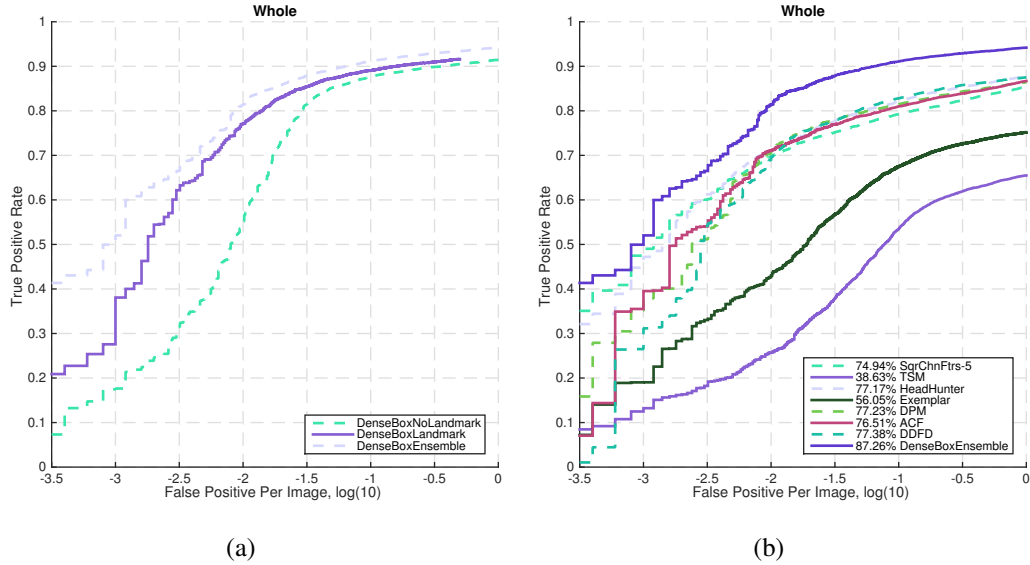 Whole
1
0.9
0.8
0.7
0.6
0.5
0.4
0.3
0.2
0.1
0
True Positive Rate
-3.5 -3 -2.5 -2 -1.5 -1 -0.5 0
False Positive Per Image, log(10)
DenseBoxNoLandmark
DenseBoxLandmark
DenseBoxEnsemble
(a)
Whole
1
0.9
0.8
0.7
0.6
0.5
0.4
0.3
0.2
0.1
0
True Positive Rate
-3.5 -3 -2.5 -2 -1.5 -1 -0.5 0
False Positive Per Image, log(10)
74.94% SqrChnFtrs-5
38.63% TSM
77.17% HeadHunter
56.05% Exemplar
77.23% DPM
76.51% ACF
77.38% DDFD
87.26% DenseBoxEnsemble
(b)